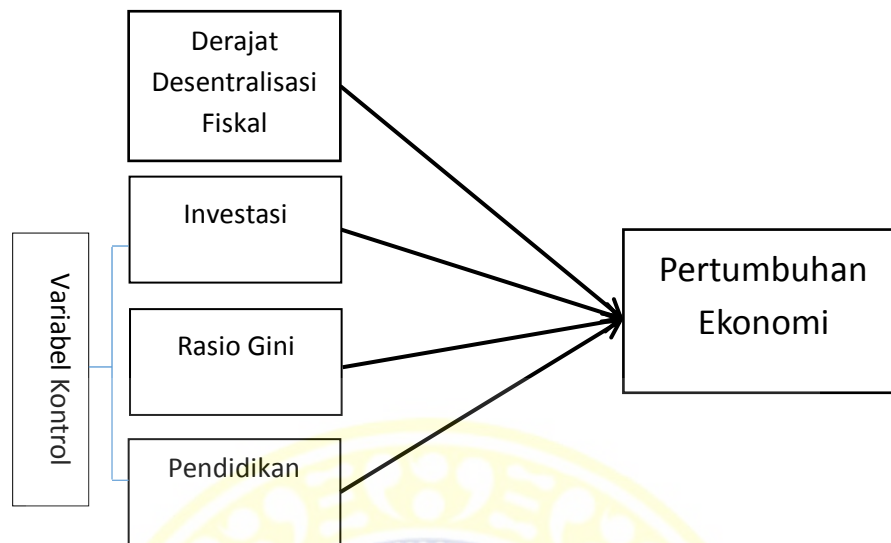 Derajat
Desentralisasi
Fiskal
Investasi
Variabel Kontrol
Rasio Gini
Pendidikan
Pertumbuhan
Ekonomi